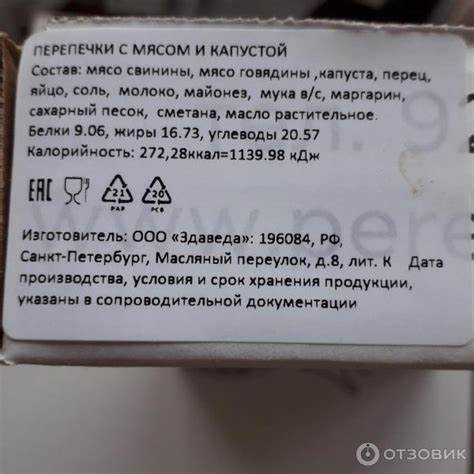 ПЕРЕПЕЧКИ С МЯСОМ И КАПУСТОЙ
Состав: мясо свинины, мясо говядины ,капуста, перец,
яйцо, соль, молоко, майонез, мука в/с, маргарин,
сахарный песок, сметана, масло растительное.
Белки 9.06, жиры 16.73, углеводы 20.57
Калорийность: 272,28ккал=1139.98 кДж
EAC 21 PAP 20 PCB
Изготовитель: ООО «Здаведа»: 196084, РФ,
Санкт-Петербург, Масляный переулок, д.8, лит. К Дата
производства, условия и срок хранения продукции,
указаны в сопроводительной документации
ОТЗОВИК